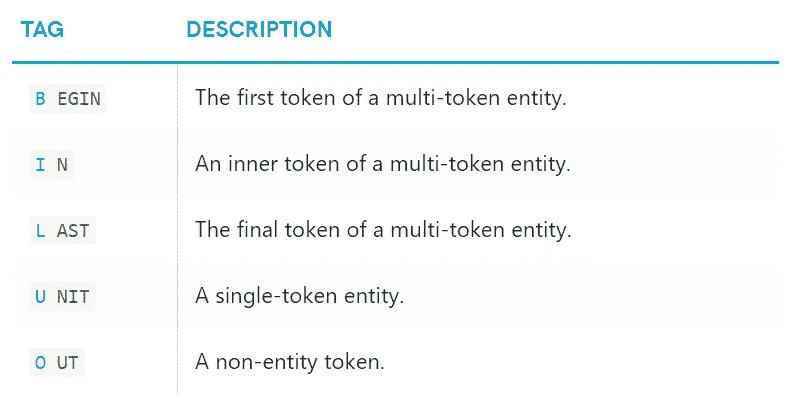 TAG DESCRIPTION
B EGIN The first token of a multi-token entity.
I N An inner token of a multi-token entity.
L AST The final token of a multi-token entity.
U NIT A single-token entity.
O UT A non-entity token.